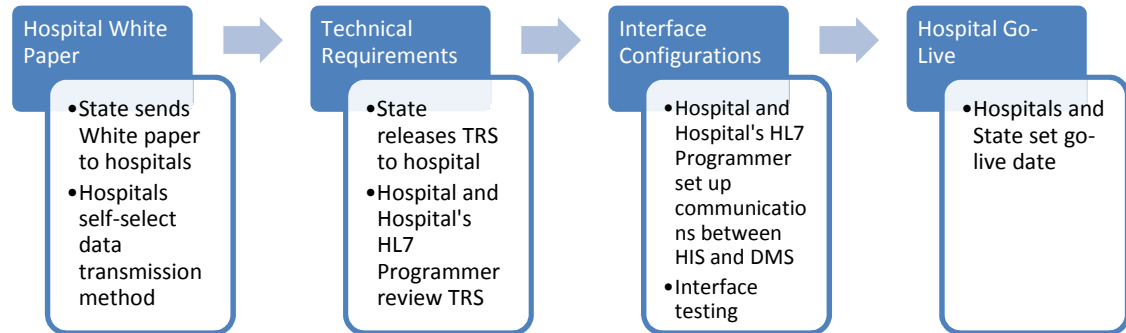 Hospital White
Paper
•State sends
White paper
to hospitals
•Hospitals
self-select
data
transmission
method
Technical
Requirements
•State
releases TRS
to hospital
•Hospital and
Hospital's
HL7
Programmer
review TRS
Interface
Configurations
•Hospital and
Hospital's HL7
Programmer
set up
communicatio
ns between
HIS and DMS
•Interface
testing
Hospital Go-
Live
•Hospitals and
State set go-
live date